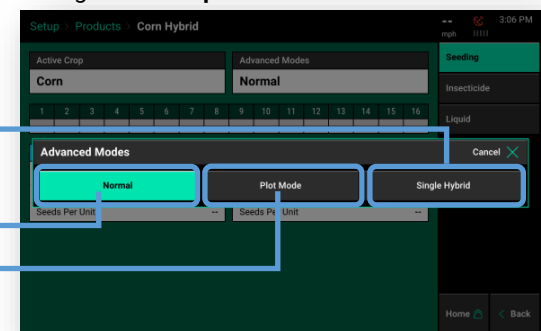 Setup > Products > Corn Hybrid
-- mph
3:06 PM
Active Crop
Corn
Advanced Modes
Normal
Seeding
Insecticide
Liquid
1 2 3 4 5 6 7 8 9 10 11 12 13 14 15 16
Advanced Modes
Cancel
Normal
Plot Mode
Single Hybrid
Seeds Per Unit --
Seeds Per Unit --
Home
Back